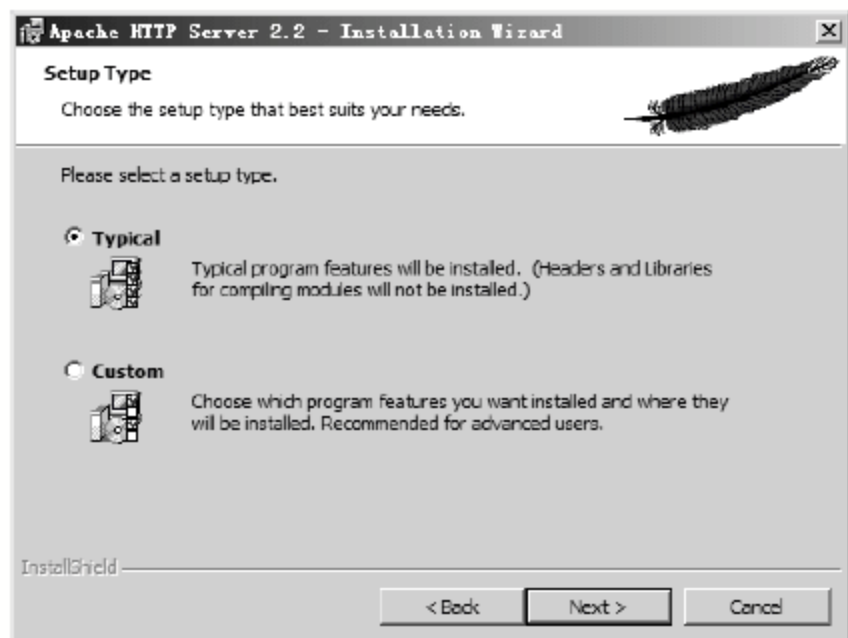 Apache HTTP Server 2.2 - Installation Wizard
Setup Type
Choose the setup type that best suits your needs.
Please select a setup type.
Typical
Typical program features will be installed. (Headers and Libraries
for compiling modules will not be installed.)
Custom
Choose which program features you want installed and where they
will be installed. Recommended for advanced users.
InstallShield
< Back
Next >
Cancel